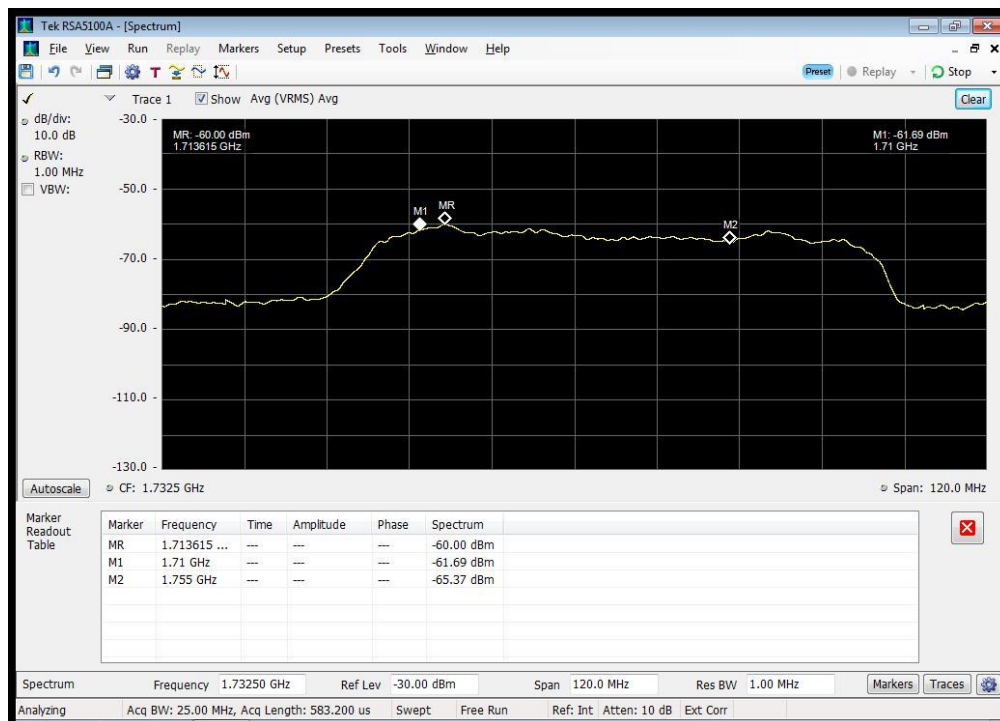 Tek RSA5100A - [Spectrum]
File View Run Replay Markers Setup Presets Tools Window Help
T Preset Replay Stop
Trace 1 Show Avg (VRMS) Avg Clear
dB/div:
10.0 dB
RBW:
1.00 MHz
VBW:
-30.0
-50.0
-70.0
-90.0
-110.0
-130.0
MR: -60.00 dBm
1.713615 GHz
M1: -61.69 dBm
1.71 GHz
M1 MR M2
Autoscale CF: 1.7325 GHz Span: 120.0 MHz
Marker Readout Table
Marker Frequency Time Amplitude Phase Spectrum
MR 1.713615 ... --- --- --- -60.00 dBm
M1 1.71 GHz --- --- --- -61.69 dBm
M2 1.755 GHz --- --- --- -65.37 dBm
Spectrum Frequency 1.73250 GHz Ref Lev -30.00 dBm Span 120.0 MHz Res BW 1.00 MHz Markers Traces
Analyzing Acq BW: 25.00 MHz, Acq Length: 583.200 us Swept Free Run Ref: Int Atten: 10 dB Ext Corr